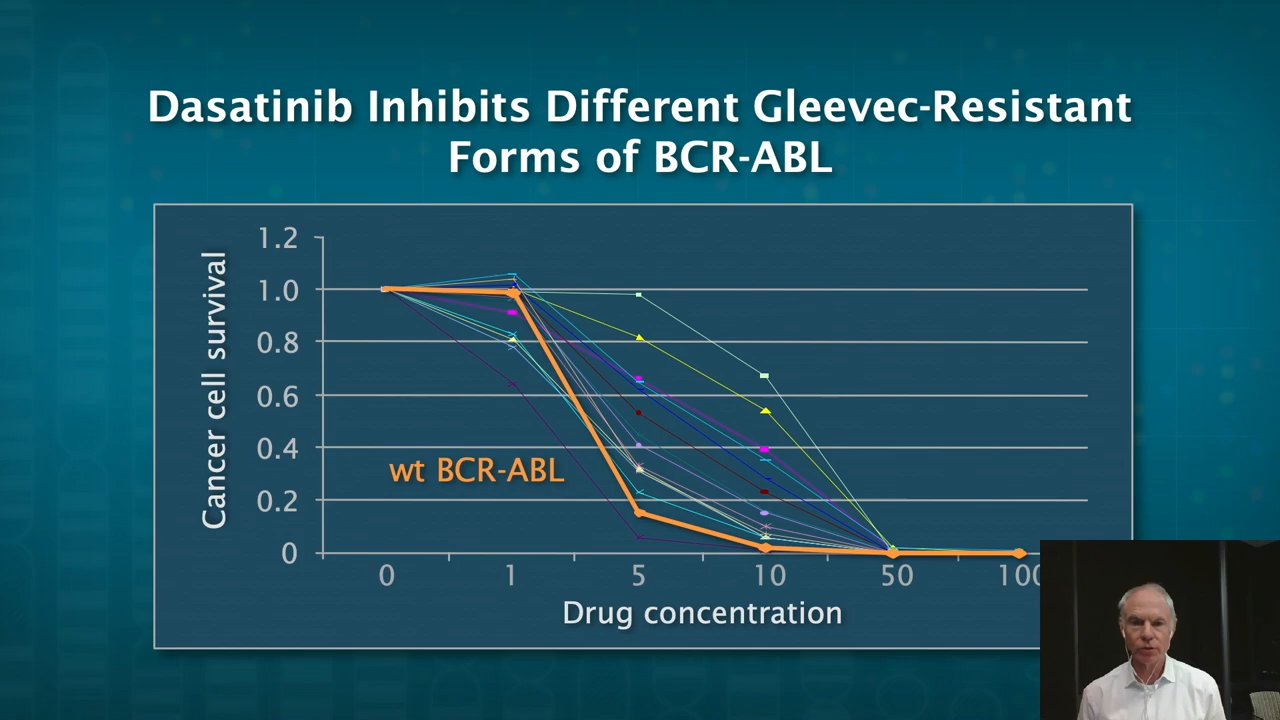 Dasatinib Inhibits Different Gleevec-Resistant
Forms of BCR-ABL
Cancer cell survival
1.2
1.0
0.8
0.6
0.4
0.2
0
wt BCR-ABL
0 1 5 10 50 100
Drug concentration